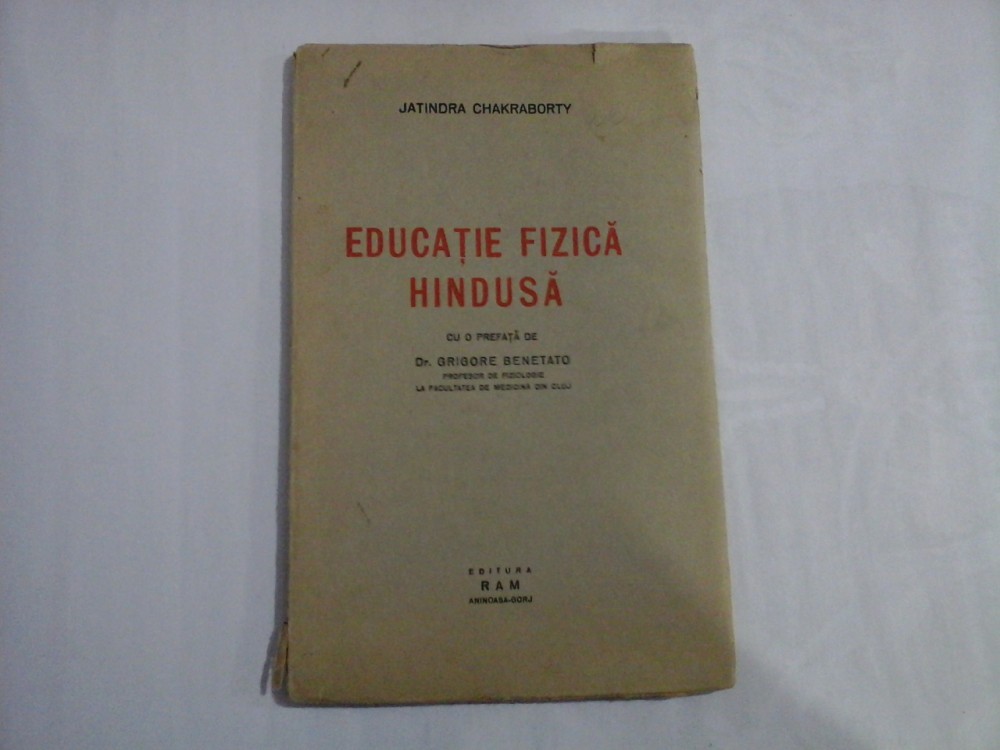 JATINDRA CHAKRABORTY
EDUCAȚIE FIZICĂ
HINDUSĂ
CU O PREFAȚĂ DE
Dr. GRIGORE BENETATO
PROFESOR DE FIZIOLOGIE
LA FACULTATEA DE MEDICINĂ DIN CLUJ
EDITURA
RAM
ANINOASA-GORJ